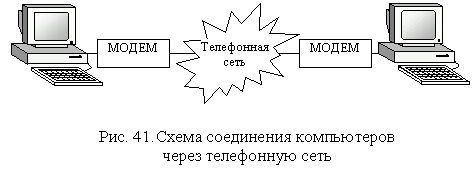 МОДЕМ
Телефонная
сеть
МОДЕМ
Рис. 41.Схема соединения компьютеров
через телефонную сеть